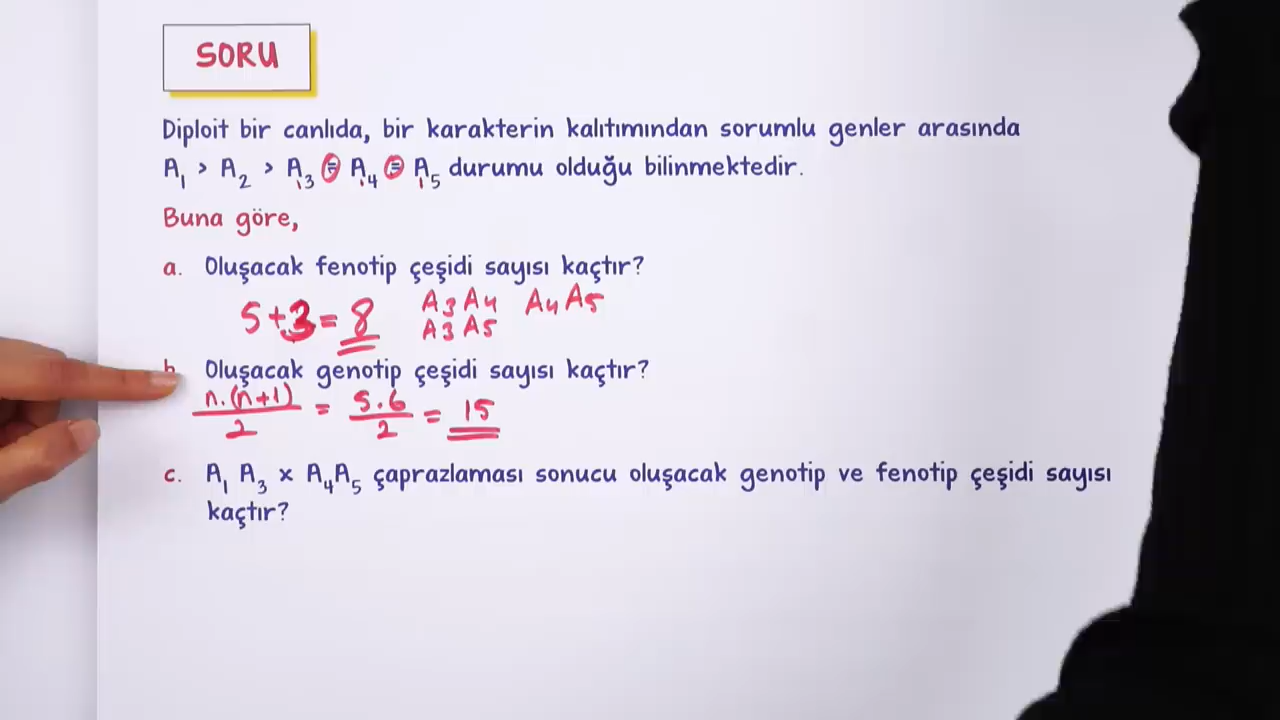 SORU
Diploit bir canlıda, bir karakterin kalıtımından sorumlu genler arasında
A₁ > A₂ > A₃ = A₄ = A₅ durumu olduğu bilinmektedir.
Buna göre,
a. Oluşacak fenotip çeşidi sayısı kaçtır?
5+3=8 A₃A₄ A₄A₅
A₃A₅
b. Oluşacak genotip çeşidi sayısı kaçtır?
n.(n+1)/2 = 5.6/2 = 15
c. A₁ A₃ x A₄A₅ çaprazlaması sonucu oluşacak genotip ve fenotip çeşidi sayısı
kaçtır?